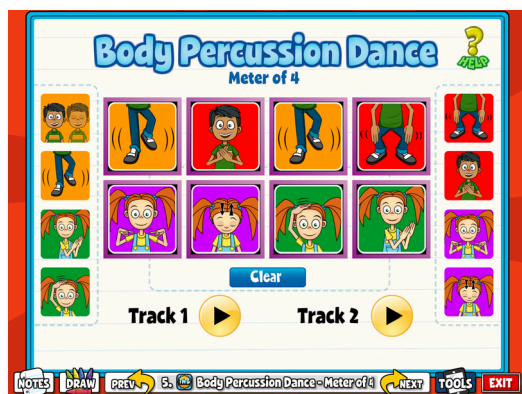 Body Percussion Dance
Meter of 4
HELP
Clear
Track 1
Track 2
NOTES DRAW PREV 5. Body Percussion Dance - Meter of 4 NEXT TOOLS EXIT